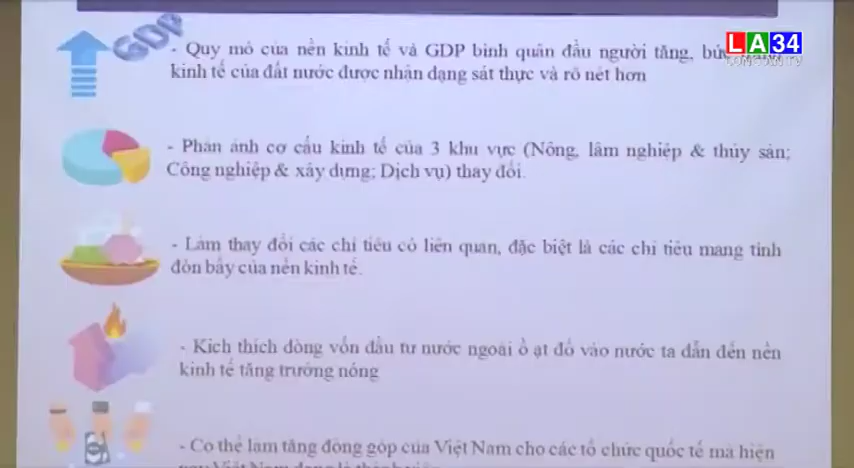 GDP
- Quy mô của nền kinh tế và GDP bình quân đầu người tăng, bức
kinh tế của đất nước được nhận dạng sát thực và rõ nét hơn
LA34
LONG AN TV
- Phản ánh cơ cấu kinh tế của 3 khu vực (Nông, lâm nghiệp & thủy sản;
Công nghiệp & xây dựng; Dịch vụ) thay đổi.
- Làm thay đổi các chỉ tiêu có liên quan, đặc biệt là các chỉ tiêu mang tính
đòn bẩy của nền kinh tế.
- Kích thích dòng vốn đầu tư nước ngoài ồ ạt đổ vào nước ta dẫn đến nền
kinh tế tăng trưởng nóng
- Có thể làm tăng đóng góp của Việt Nam cho các tổ chức quốc tế mà hiện